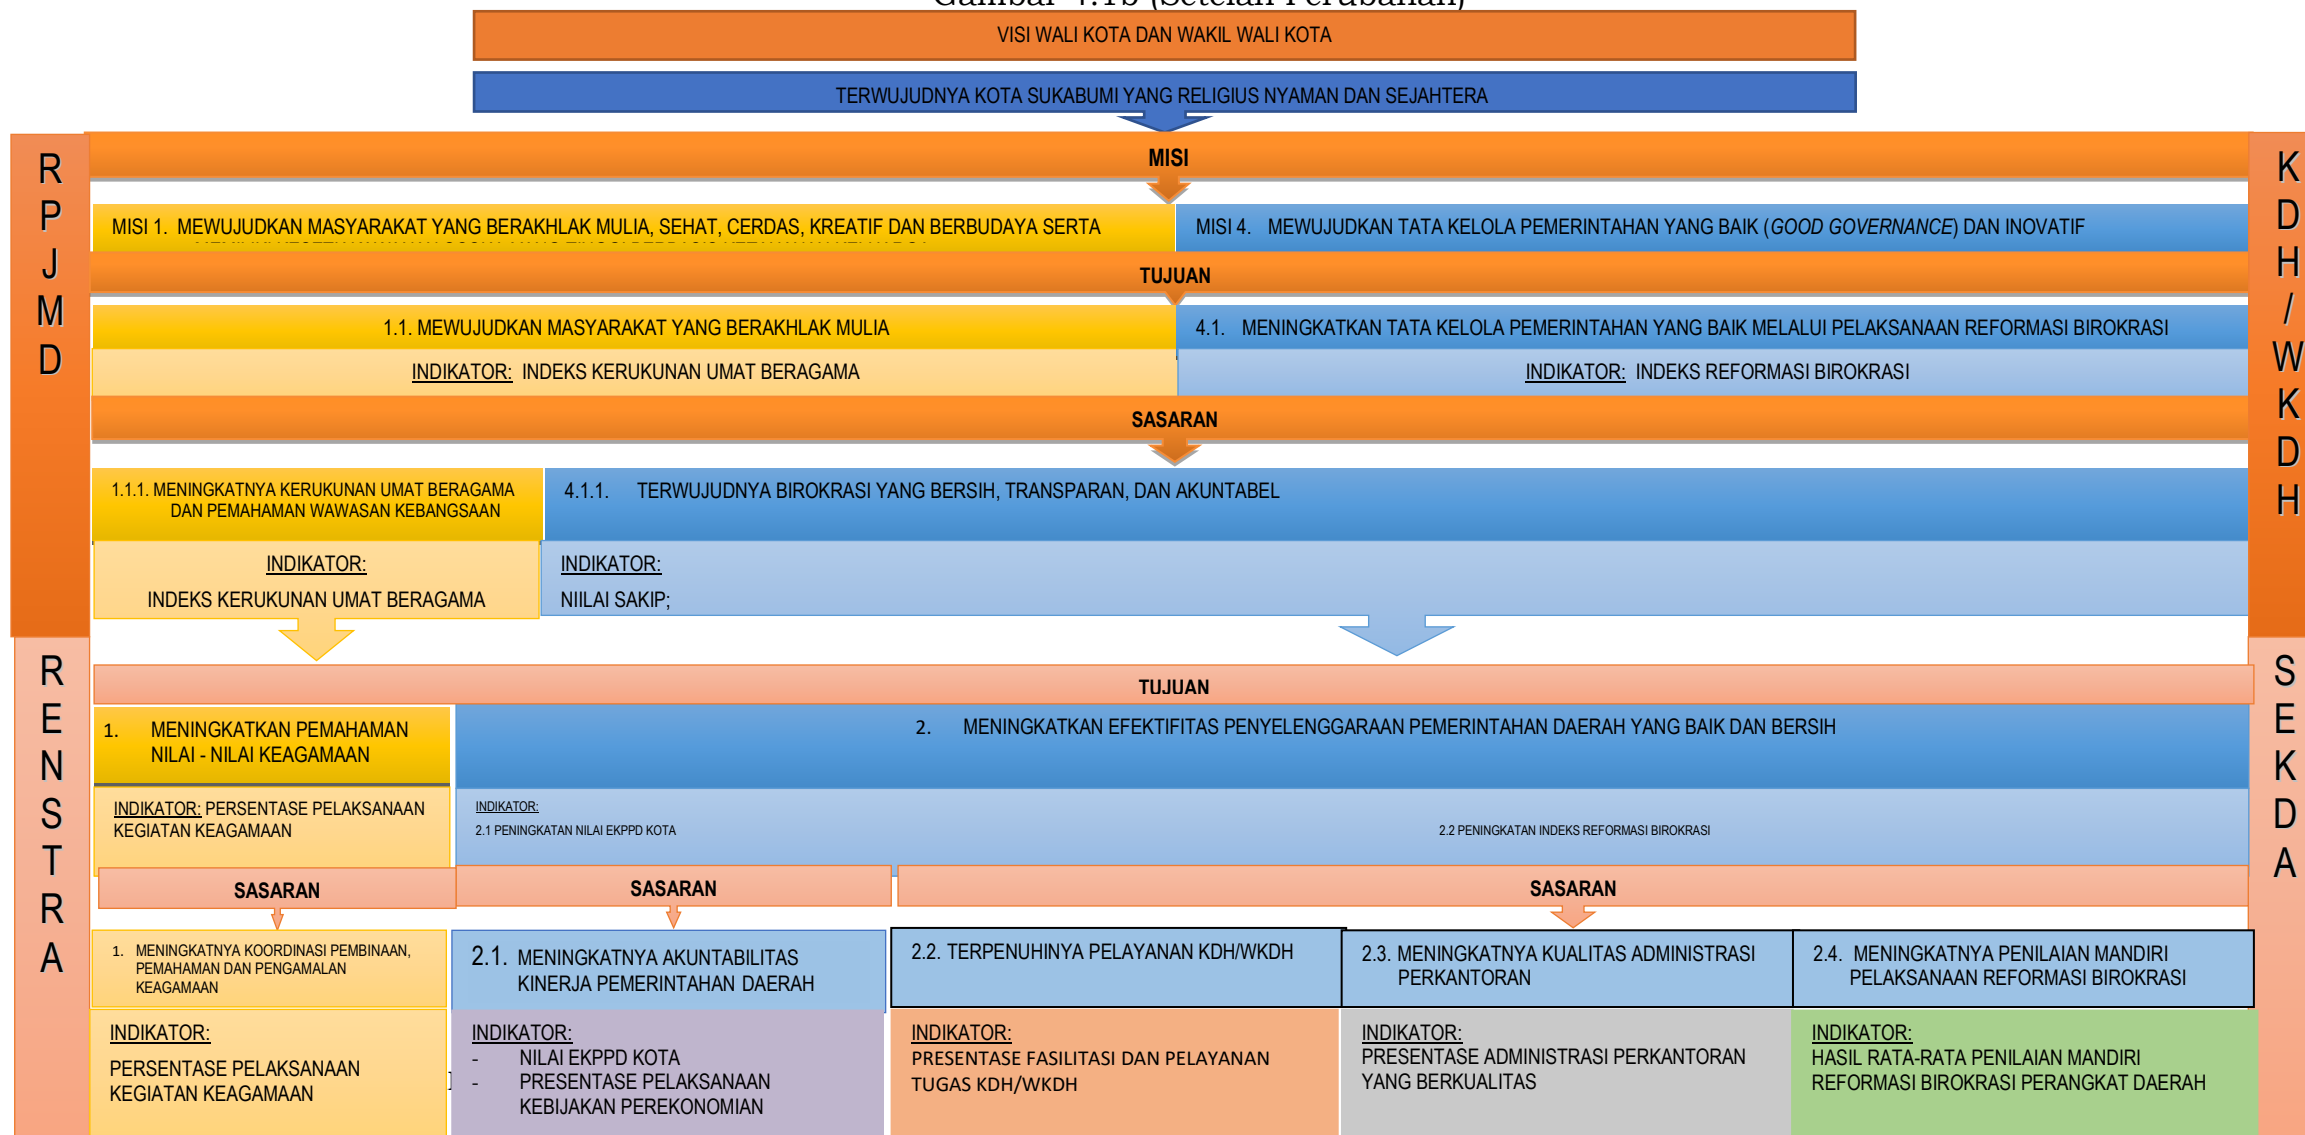 Gambar 4.1b (Setelah Perubahan)
VISI WALI KOTA DAN WAKIL WALI KOTA
TERWUJUDNYA KOTA SUKABUMI YANG RELIGIUS NYAMAN DAN SEJAHTERA
RPJMD
KDH/WKDH
MISI
MISI 1. MEWUJUDKAN MASYARAKAT YANG BERAKHLAK MULIA, SEHAT, CERDAS, KREATIF DAN BERBUDAYA SERTA
MISI 4. MEWUJUDKAN TATA KELOLA PEMERINTAHAN YANG BAIK (GOOD GOVERNANCE) DAN INOVATIF
TUJUAN
1.1. MEWUJUDKAN MASYARAKAT YANG BERAKHLAK MULIA
4.1. MENINGKATKAN TATA KELOLA PEMERINTAHAN YANG BAIK MELALUI PELAKSANAAN REFORMASI BIROKRASI
INDIKATOR: INDEKS KERUKUNAN UMAT BERAGAMA
INDIKATOR: INDEKS REFORMASI BIROKRASI
SASARAN
1.1.1. MENINGKATNYA KERUKUNAN UMAT BERAGAMA
DAN PEMAHAMAN WAWASAN KEBANGSAAN
4.1.1. TERWUJUDNYA BIROKRASI YANG BERSIH, TRANSPARAN, DAN AKUNTABEL
INDIKATOR:
INDEKS KERUKUNAN UMAT BERAGAMA
INDIKATOR:
NIILAI SAKIP;
RENSTRA
SEKDA
TUJUAN
1. MENINGKATKAN PEMAHAMAN
NILAI - NILAI KEAGAMAAN
2. MENINGKATKAN EFEKTIFITAS PENYELENGGARAAN PEMERINTAHAN DAERAH YANG BAIK DAN BERSIH
INDIKATOR: PERSENTASE PELAKSANAAN
KEGIATAN KEAGAMAAN
INDIKATOR:
2.1 PENINGKATAN NILAI EKPPD KOTA
2.2 PENINGKATAN INDEKS REFORMASI BIROKRASI
SASARAN
SASARAN
SASARAN
1. MENINGKATNYA KOORDINASI PEMBINAAN,
PEMAHAMAN DAN PENGAMALAN
KEAGAMAAN
2.1. MENINGKATNYA AKUNTABILITAS
KINERJA PEMERINTAHAN DAERAH
2.2. TERPENUHINYA PELAYANAN KDH/WKDH
2.3. MENINGKATNYA KUALITAS ADMINISTRASI
PERKANTORAN
2.4. MENINGKATNYA PENILAIAN MANDIRI
PELAKSANAAN REFORMASI BIROKRASI
INDIKATOR:
PERSENTASE PELAKSANAAN
KEGIATAN KEAGAMAAN
INDIKATOR:
- NILAI EKPPD KOTA
- PRESENTASE PELAKSANAAN
KEBIJAKAN PEREKONOMIAN
INDIKATOR:
PRESENTASE FASILITASI DAN PELAYANAN
TUGAS KDH/WKDH
INDIKATOR:
PRESENTASE ADMINISTRASI PERKANTORAN
YANG BERKUALITAS
INDIKATOR:
HASIL RATA-RATA PENILAIAN MANDIRI
REFORMASI BIROKRASI PERANGKAT DAERAH